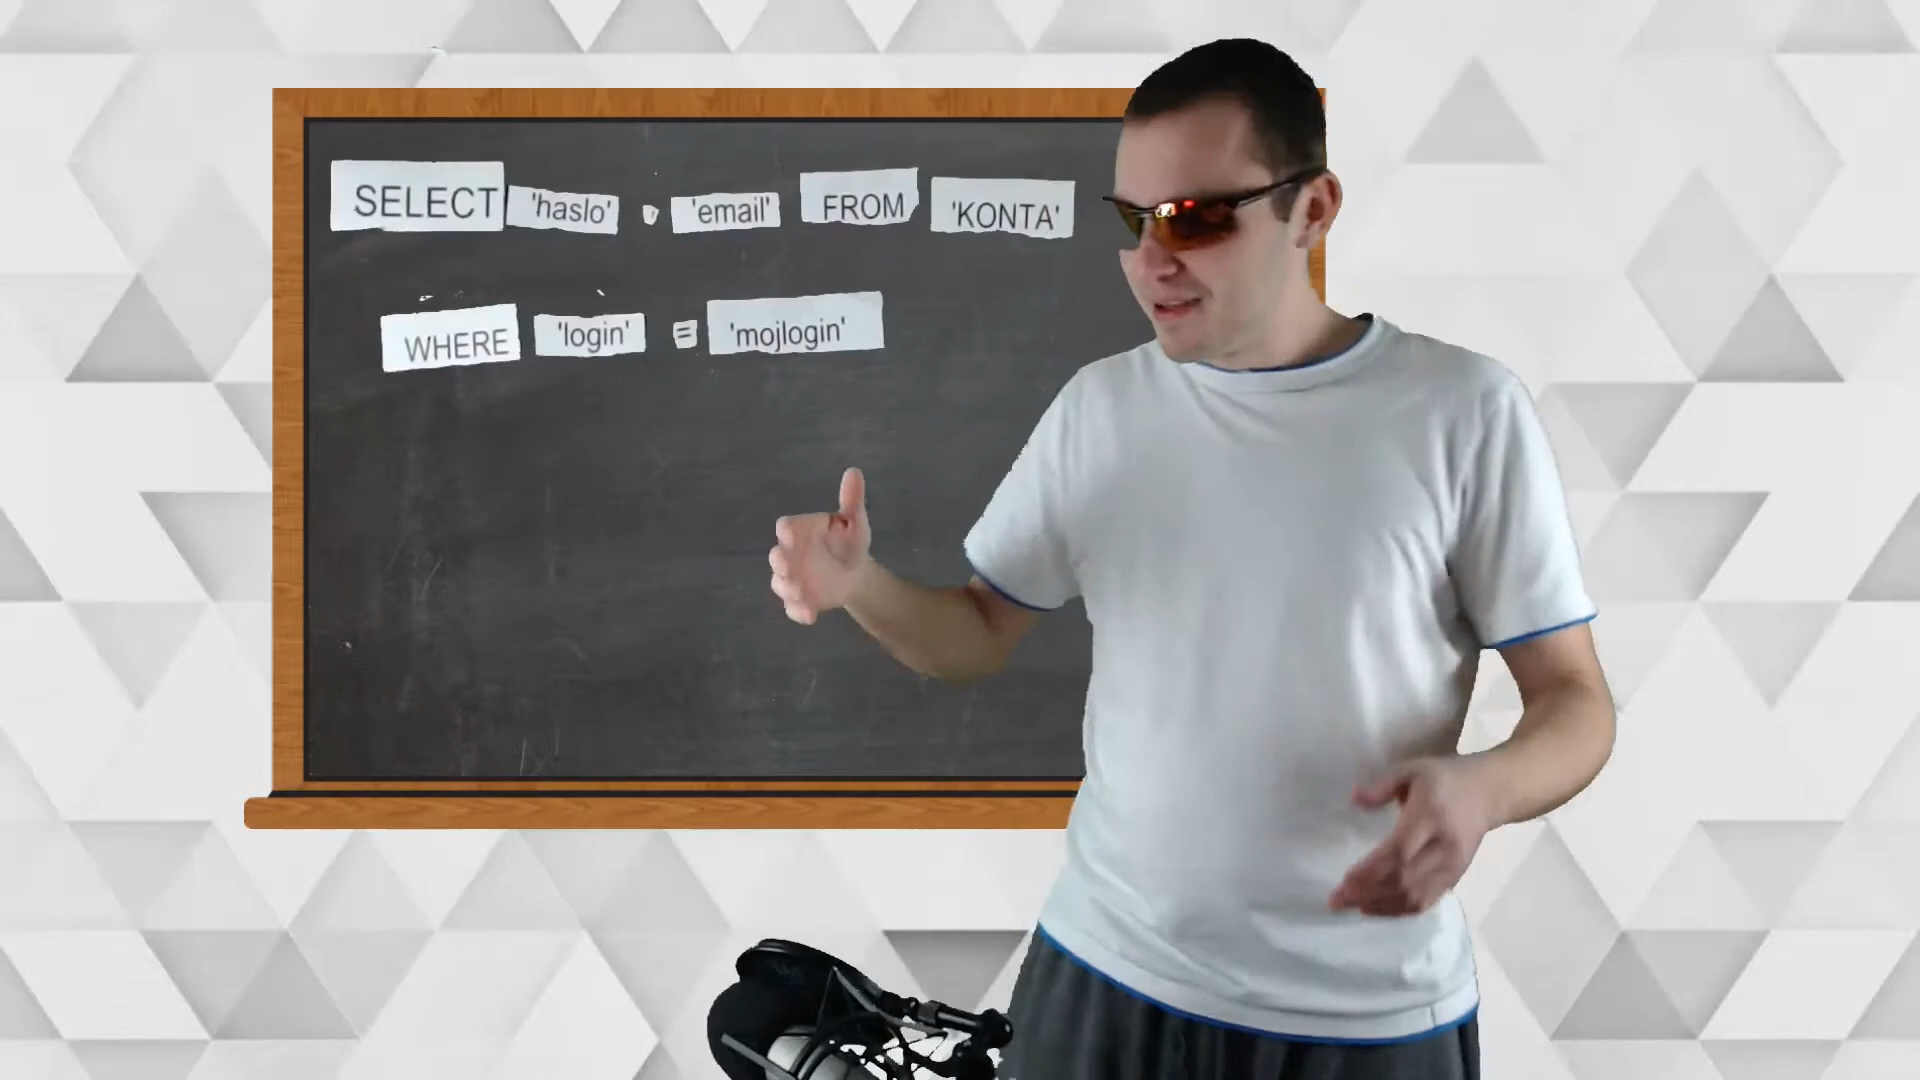 SELECT 'haslo' , 'email' FROM 'KONTA'
WHERE 'login' = 'mojlogin'